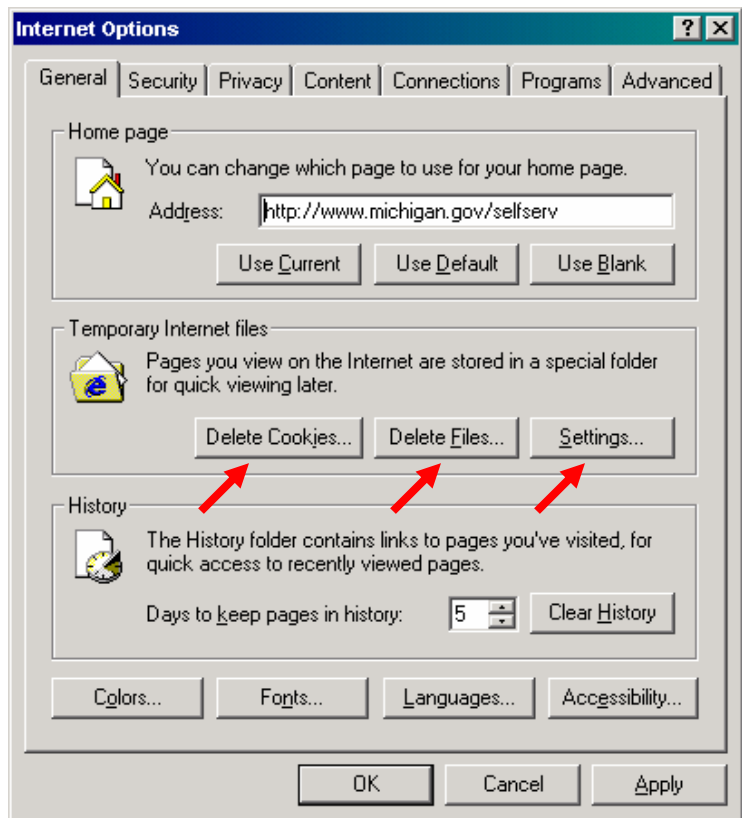 Internet Options
General Security Privacy Content Connections Programs Advanced
Home page
You can change which page to use for your home page.
Address: http://www.michigan.gov/selfserv
Use Current Use Default Use Blank
Temporary Internet files
Pages you view on the Internet are stored in a special folder
for quick viewing later.
Delete Cookies... Delete Files... Settings...
History
The History folder contains links to pages you've visited, for
quick access to recently viewed pages.
Days to keep pages in history: 5 Clear History
Colors... Fonts... Languages... Accessibility...
OK Cancel Apply